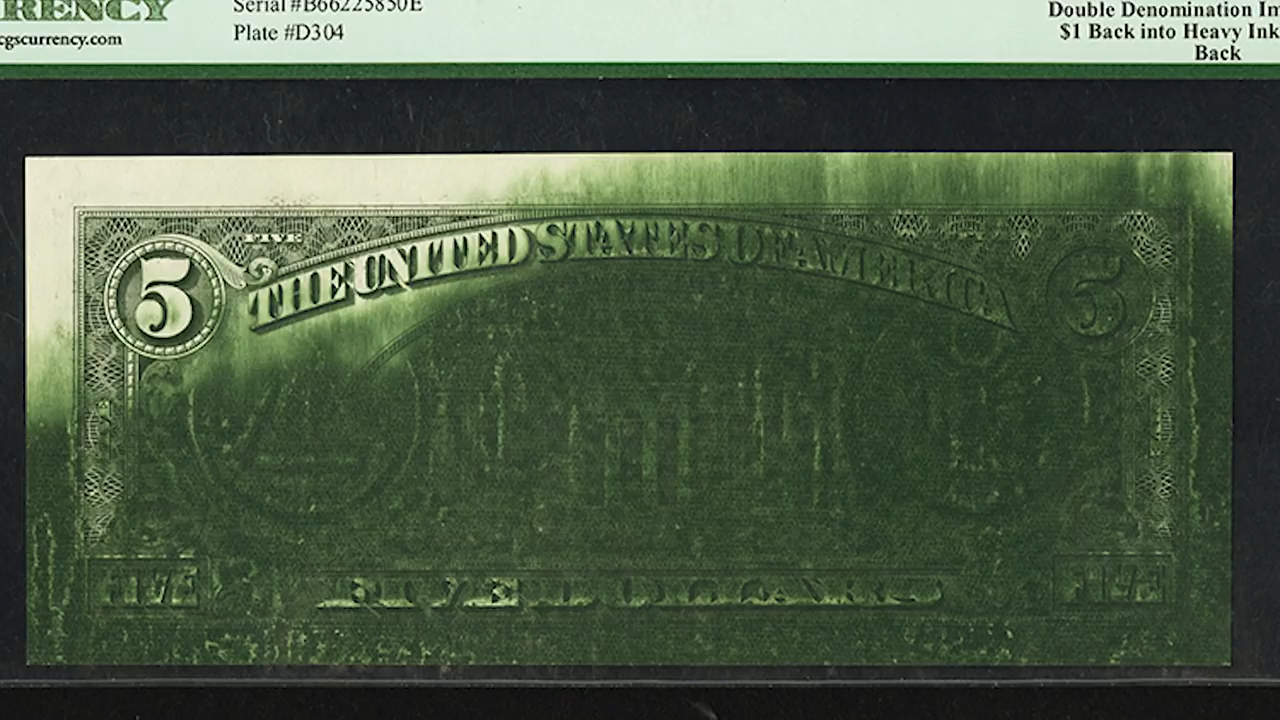 RENCY
cgscurrency.com
Serial #B66225850E
Plate #D304
Double Denomination Im
$1 Back into Heavy Ink
Back
FIVE
5
THE UNITED STATES OF AMERICA
5
FIVE
FIVE DOLLARS
FIVE